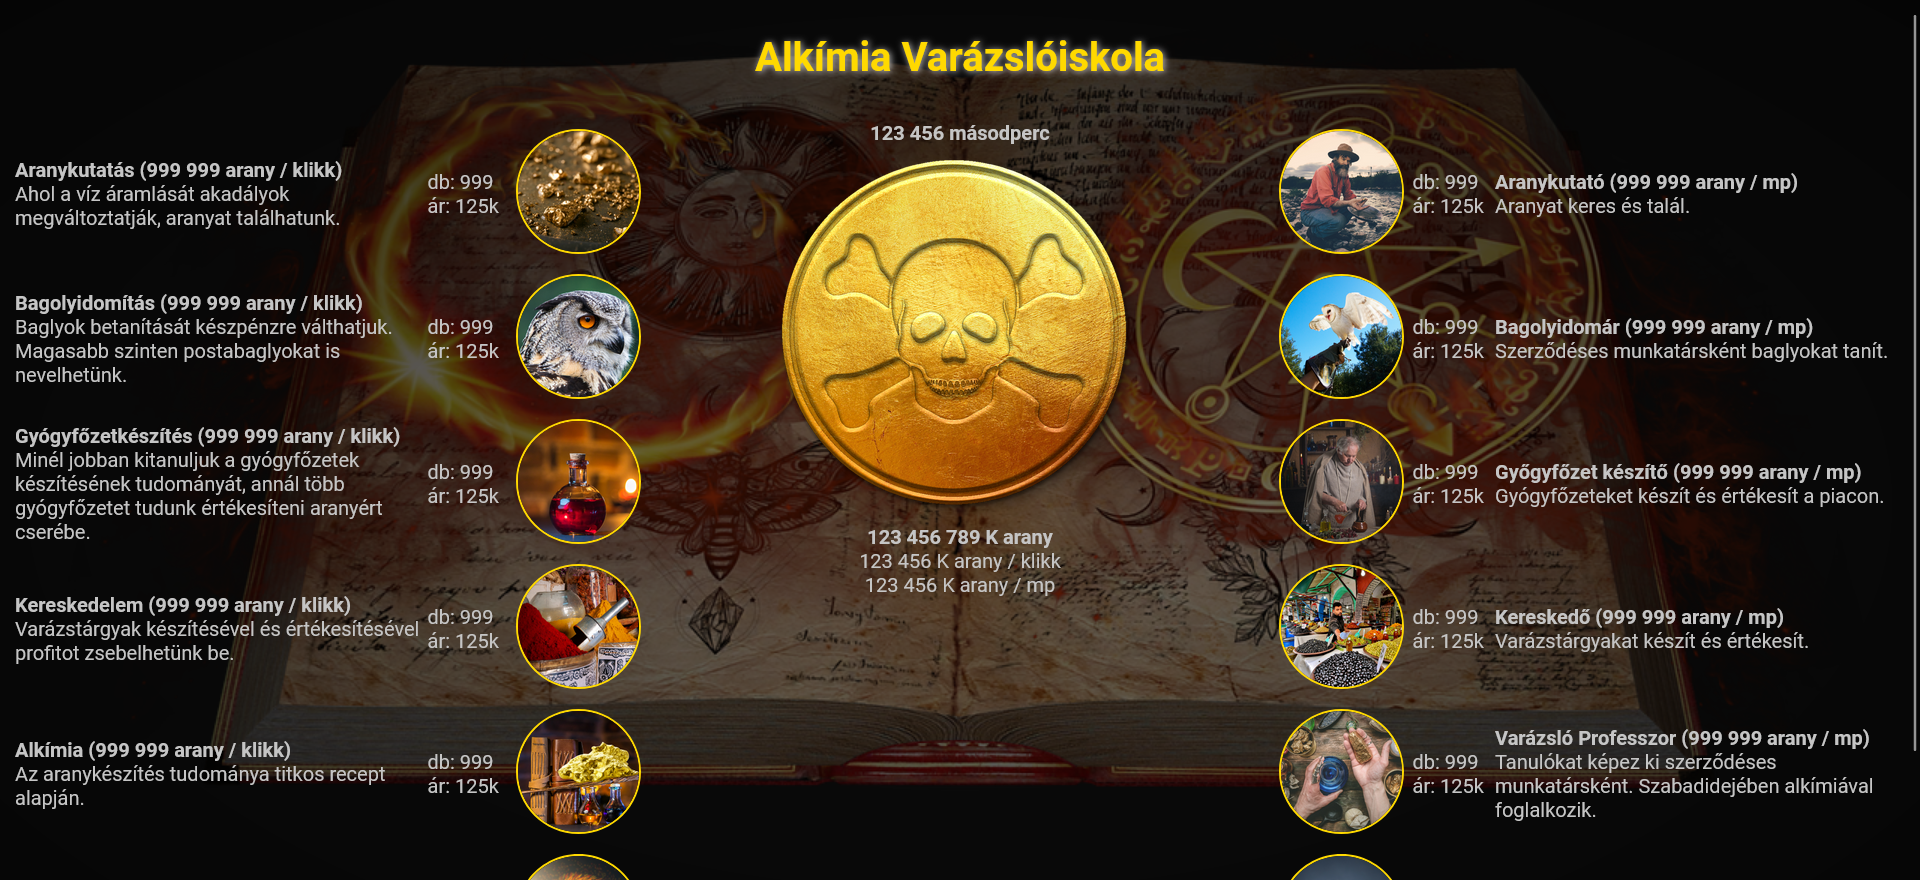 Alkímia Varázslóiskola
Aranykutatás (999 999 arany / klikk)
Ahol a víz áramlását akadályok
megváltoztatják, aranyat találhatunk.
db: 999
ár: 125k
Bagolyidomítás (999 999 arany / klikk)
Baglyok betanítását készpénzre válthatjuk.
Magasabb szinten postabaglyokat is
nevelhetünk.
db: 999
ár: 125k
Gyógyfőzetkészítés (999 999 arany / klikk)
Minél jobban kitanuljuk a gyógyfőzetek
készítésének tudományát, annál több
gyógyfőzetet tudunk értékesíteni aranyért
cserébe.
db: 999
ár: 125k
Kereskedelem (999 999 arany / klikk)
Varázstárgyak készítésével és értékesítésével
profitot zsebelhetünk be.
db: 999
ár: 125k
Alkímia (999 999 arany / klikk)
Az aranykészítés tudománya titkos recept
alapján.
db: 999
ár: 125k
123 456 másodperc
123 456 789 K arany
123 456 K arany / klikk
123 456 K arany / mp
db: 999
ár: 125k
Aranykutató (999 999 arany / mp)
Aranyat keres és talál.
db: 999
ár: 125k
Bagolyidomár (999 999 arany / mp)
Szerződéses munkatársként baglyokat tanít.
db: 999
ár: 125k
Győgyfőzet készítő (999 999 arany / mp)
Gyógyfőzeteket készít és értékesít a piacon.
db: 999
ár: 125k
Kereskedő (999 999 arany / mp)
Varázstárgyakat készít és értékesít.
db: 999
ár: 125k
Varázsló Professzor (999 999 arany / mp)
Tanulókat képez ki szerződéses
munkatársként. Szabadidejében alkímiával
foglalkozik.